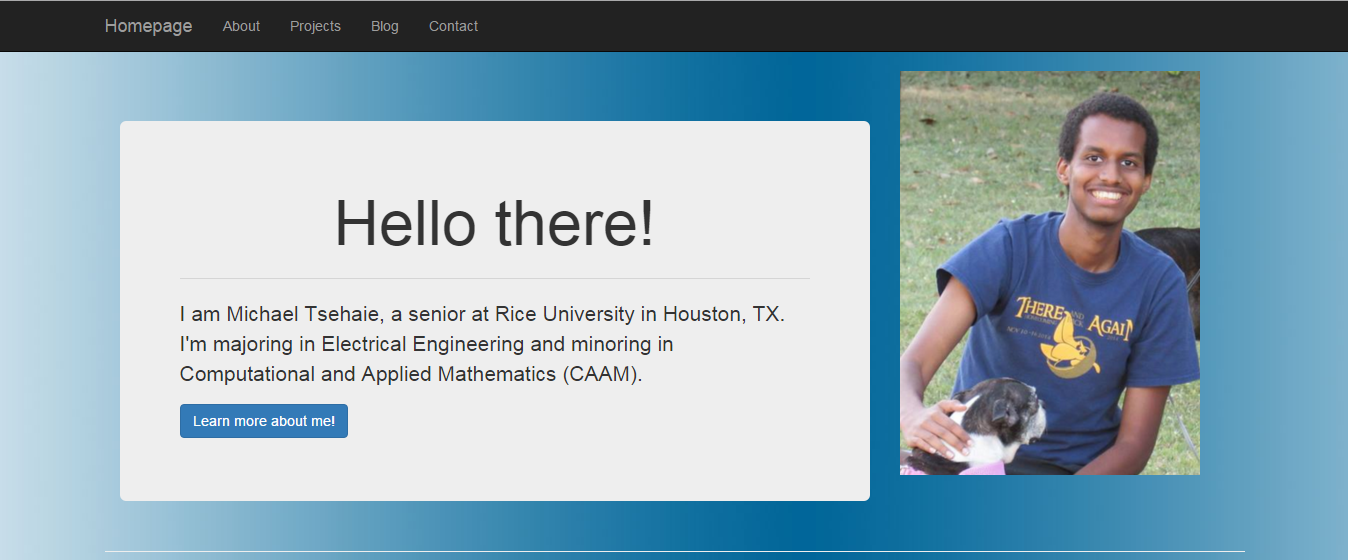 Homepage About Projects Blog Contact
Hello there!
I am Michael Tsehaie, a senior at Rice University in Houston, TX.
I'm majoring in Electrical Engineering and minoring in
Computational and Applied Mathematics (CAAM).
Learn more about me!
THERE AND AGAIN